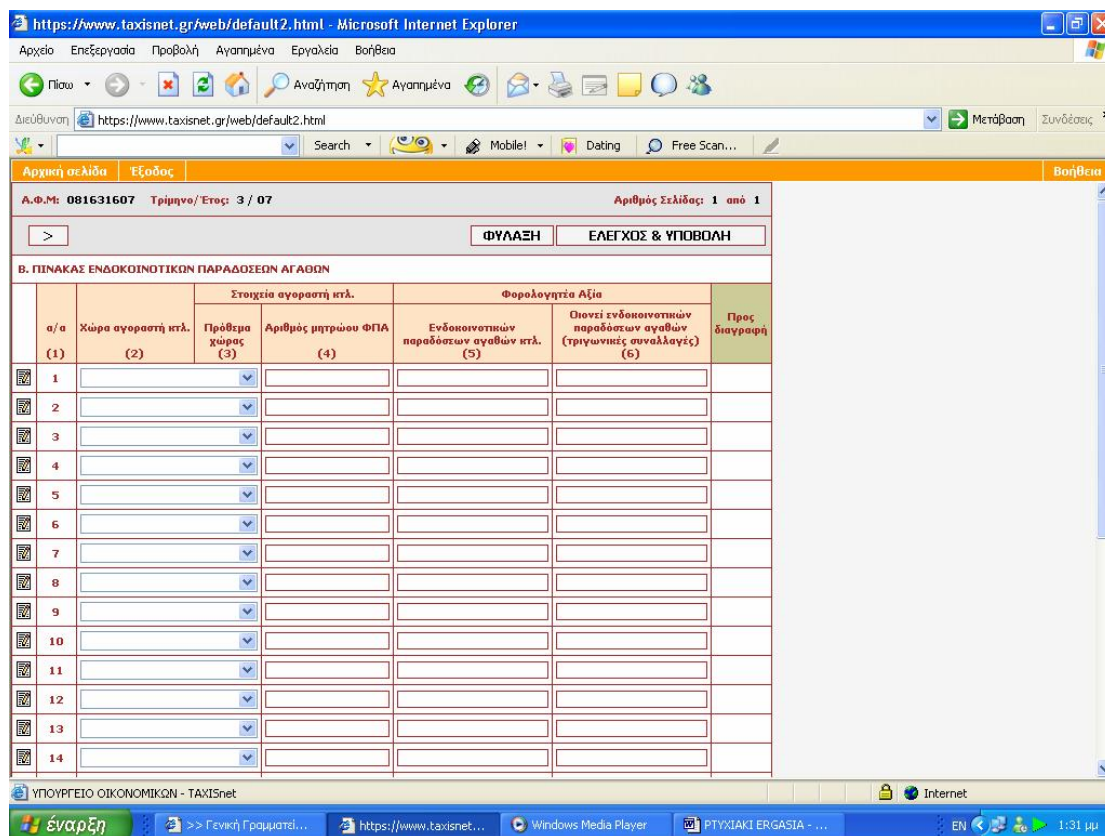 https://www.taxisnet.gr/web/default2.html - Microsoft Internet Explorer
Αρχείο Επεξεργασία Προβολή Αγαπημένα Εργαλεία Βοήθεια
Πίσω Αναζήτηση Αγαπημένα
Διεύθυνση https://www.taxisnet.gr/web/default2.html Μετάβαση Συνδέσεις
Search Mobile! Dating Free Scan...
Αρχική σελίδα Έξοδος Βοήθεια
Α.Φ.Μ: 081631607 Τρίμηνο/Έτος: 3 / 07 Αριθμός Σελίδας: 1 από 1
> ΦΥΛΑΞΗ ΕΛΕΓΧΟΣ & ΥΠΟΒΟΛΗ
Β. ΠΙΝΑΚΑΣ ΕΝΔΟΚΟΙΝΟΤΙΚΩΝ ΠΑΡΑΔΟΣΕΩΝ ΑΓΑΘΩΝ
Στοιχεία αγοραστή κτλ. Φορολογητέα Αξία
α/α Χώρα αγοραστή κτλ. Πρόθεμα χώρας Αριθμός μητρώου ΦΠΑ Ενδοκοινοτικών παραδόσεων αγαθών κτλ. Οιονεί ενδοκοινοτικών παραδόσεων αγαθών (τριγωνικές συναλλαγές) Προς διαγραφή
(1) (2) (3) (4) (5) (6)
1
2
3
4
5
6
7
8
9
10
11
12
13
14
ΥΠΟΥΡΓΕΙΟ ΟΙΚΟΝΟΜΙΚΩΝ - TAXISnet Internet
έναρξη >> Γενική Γραμματεί... https://www.taxisnet... Windows Media Player PTYXIAKI ERGASIA - ... EN 1:31 μμ